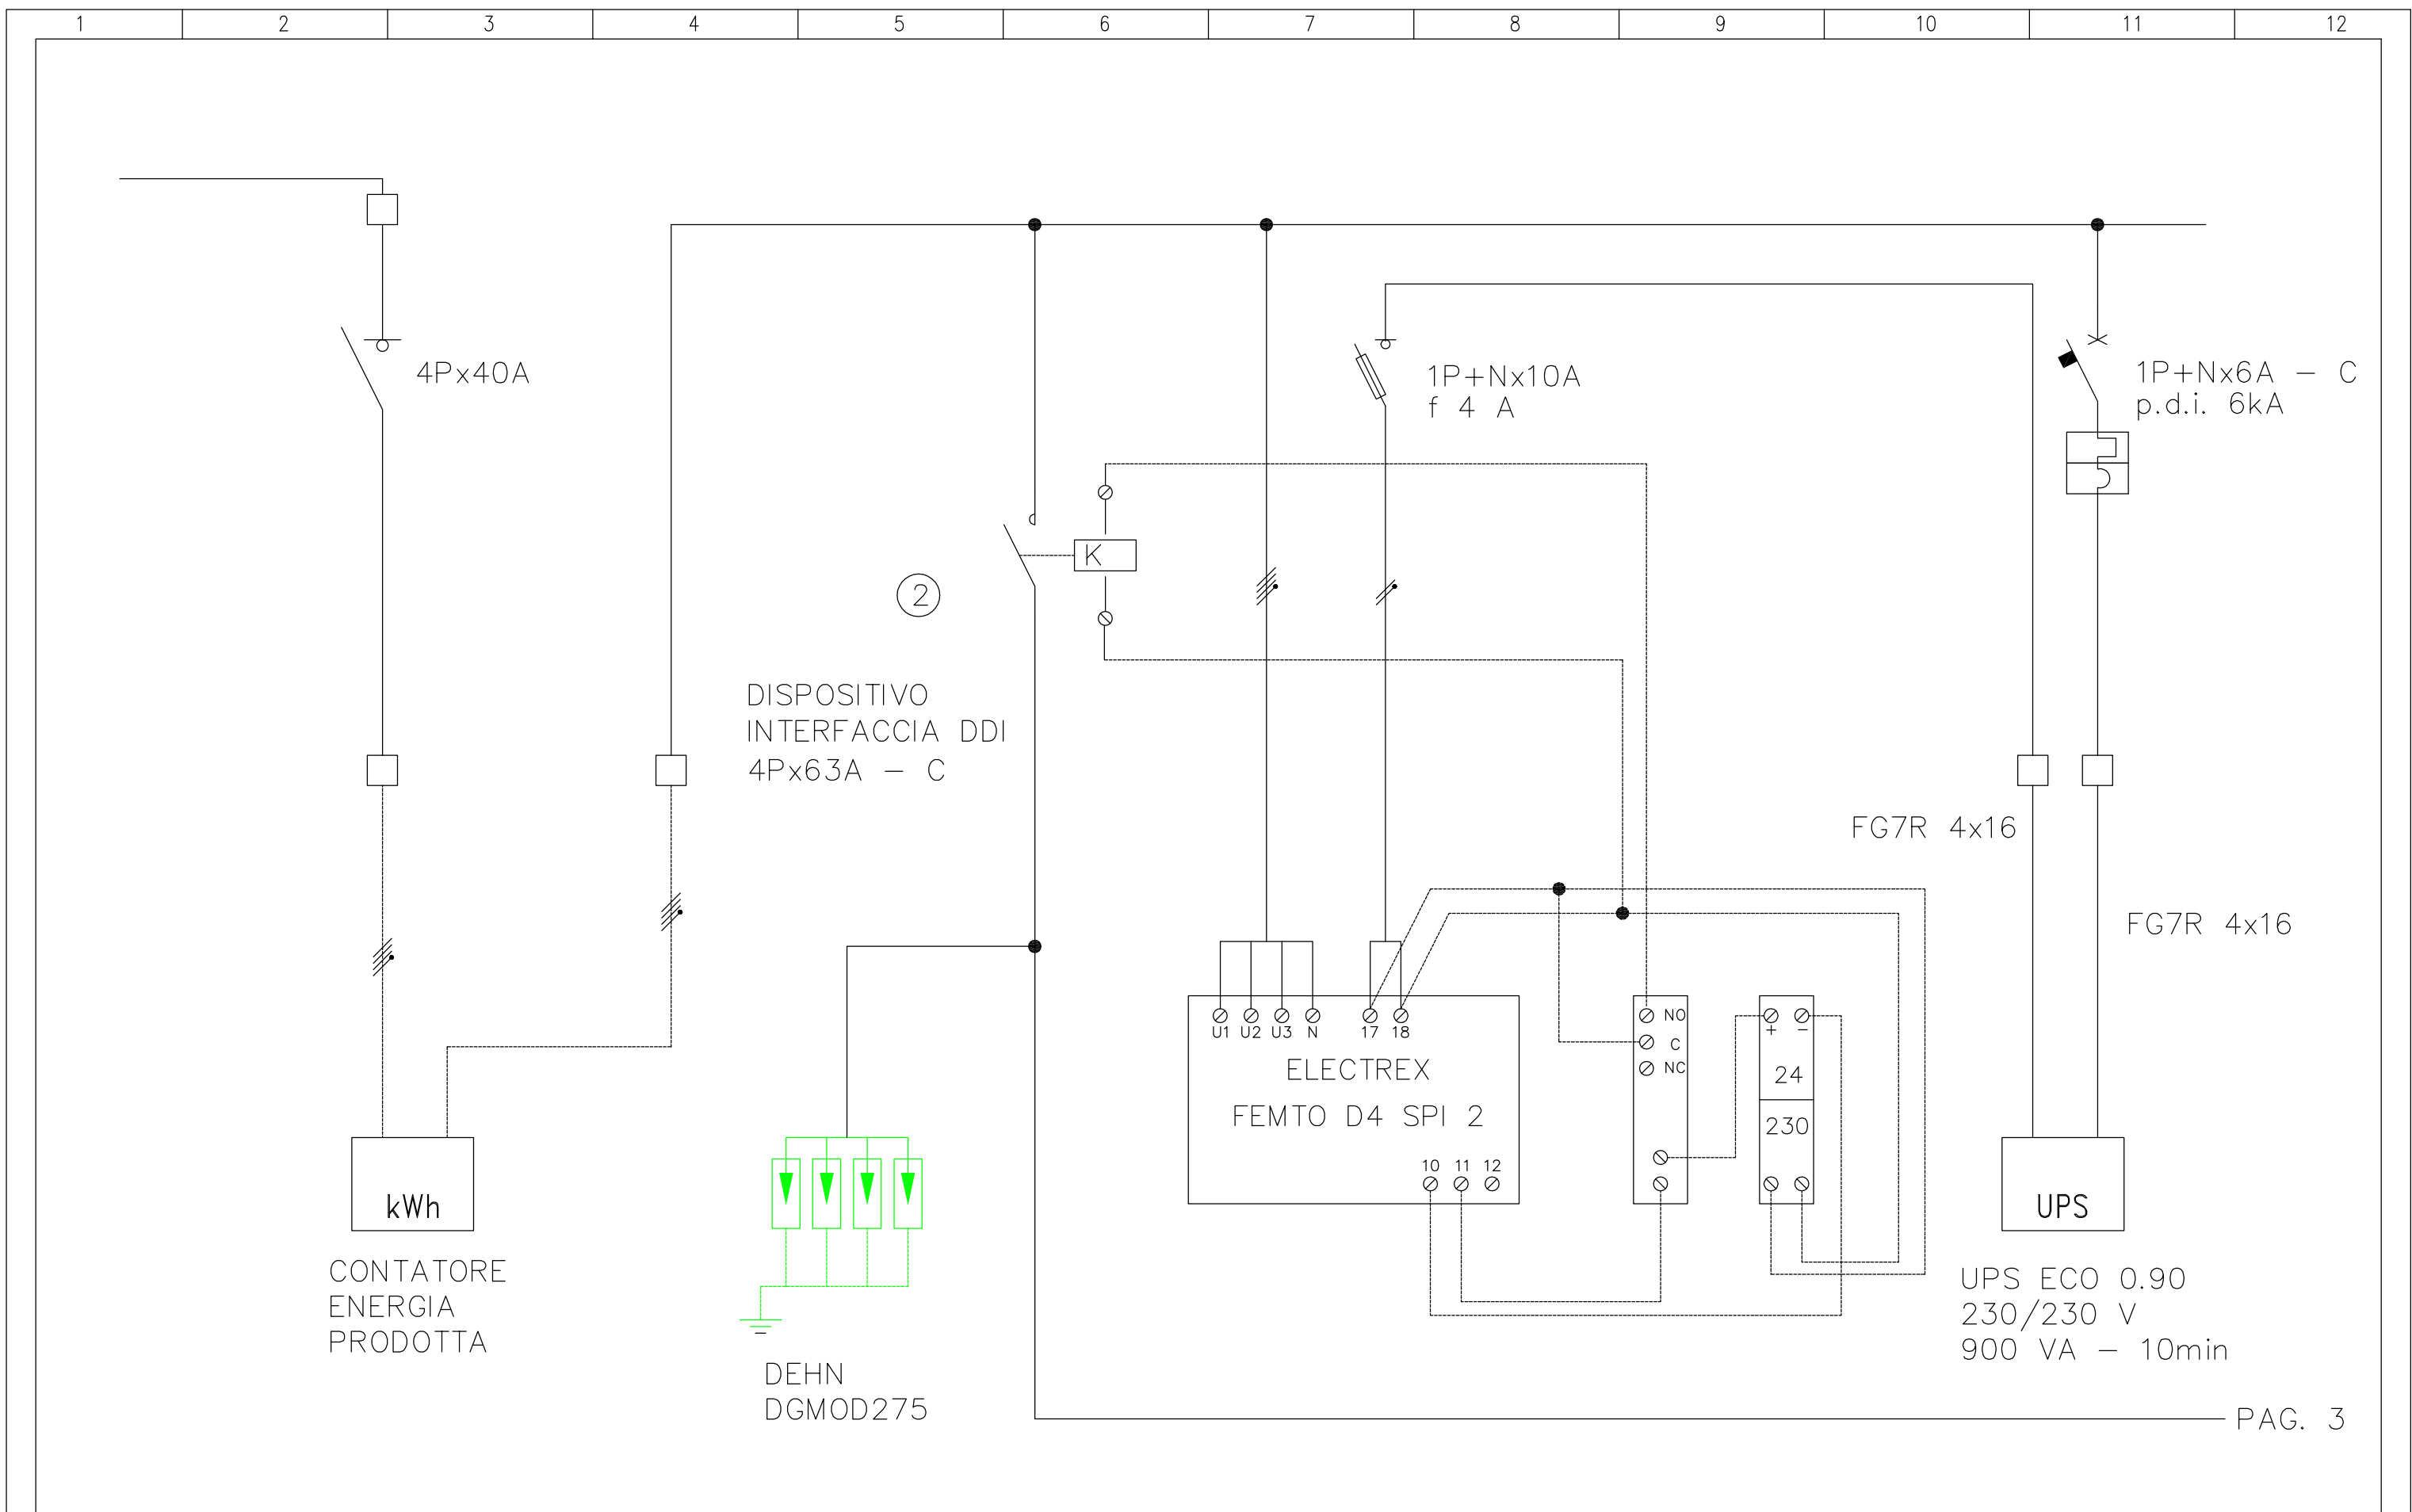 1 2 3 4 5 6 7 8 9 10 11 12
4Px40A
1P+Nx10A
f 4 A
1P+Nx6A - C
p.d.i. 6kA
K
2
DISPOSITIVO
INTERFACCIA DDI
4Px63A - C
FG7R 4x16
FG7R 4x16
U1 U2 U3 N 17 18
ELECTREX
FEMTO D4 SPI 2
10 11 12
NO
C
NC
+ -
24
230
kWh
CONTATORE
ENERGIA
PRODOTTA
DEHN
DGMOD275
UPS
UPS ECO 0.90
230/230 V
900 VA - 10min
PAG. 3